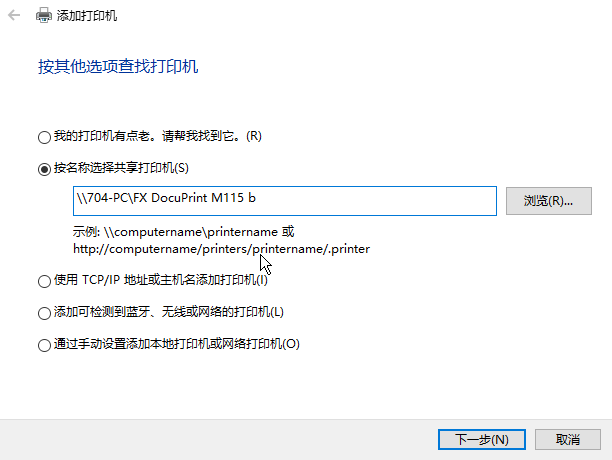 添加打印机
按其他选项查找打印机
我的打印机有点老。请帮我找到它。(R)
按名称选择共享打印机(S)
\\704-PC\FX DocuPrint M115 b
浏览(R)...
示例: \\computername\printername 或
http://computername/printers/printername/.printer
使用 TCP/IP 地址或主机名添加打印机(I)
添加可检测到蓝牙、无线或网络的打印机(L)
通过手动设置添加本地打印机或网络打印机(O)
下一步(N)
取消